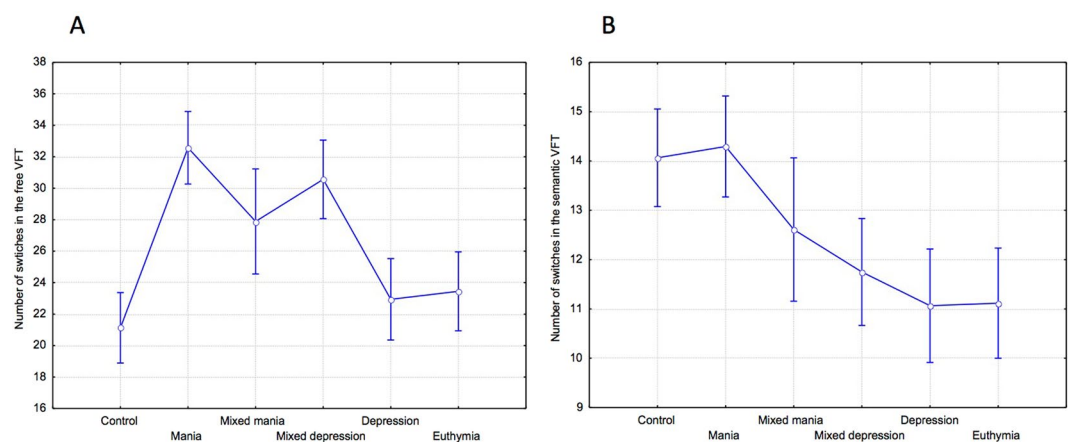 A
B
Number of swtiches in the free VFT
38
36
34
32
30
28
26
24
22
20
18
16
Control
Mania
Mixed mania
Mixed depression
Depression
Euthymia
Number of switches in the semantic VFT
16
15
14
13
12
11
10
9
Control
Mania
Mixed mania
Mixed depression
Depression
Euthymia